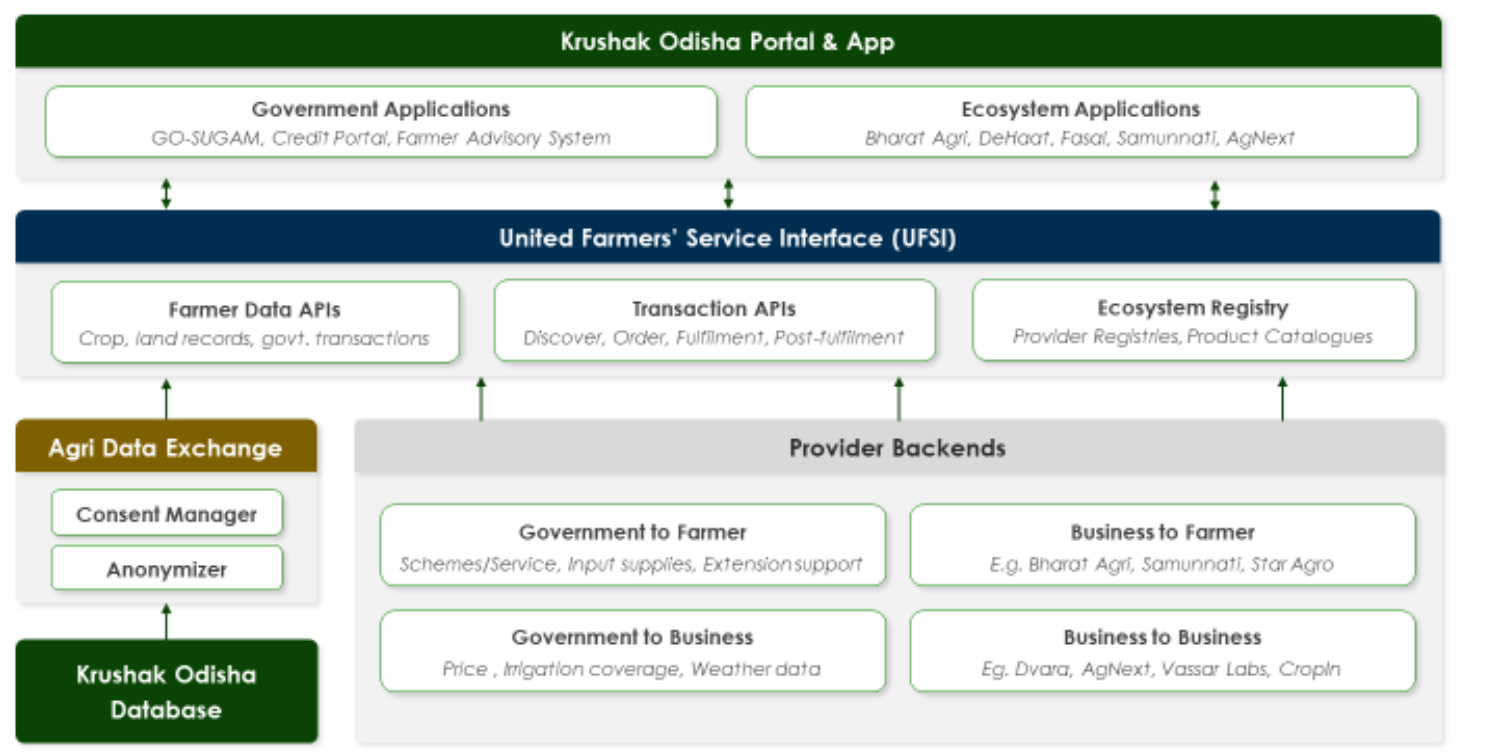 Krushak Odisha Portal & App
Government Applications
GO-SUGAM, Credit Portal, Farmer Advisory System
Ecosystem Applications
Bharat Agri, DeHaat, Fasal, Samunnati, AgNext
United Farmers' Service Interface (UFSI)
Farmer Data APIs
Crop, land records, govt. transactions
Transaction APIs
Discover, Order, Fulfilment, Post-fulfilment
Ecosystem Registry
Provider Registries, Product Catalogues
Agri Data Exchange
Consent Manager
Anonymizer
Krushak Odisha
Database
Provider Backends
Government to Farmer
Schemes/Service, Input supplies, Extension support
Business to Farmer
E.g. Bharat Agri, Samunnati, Star Agro
Government to Business
Price , Irrigation coverage, Weather data
Business to Business
Eg. Dvara, AgNext, Vassar Labs, CropIn